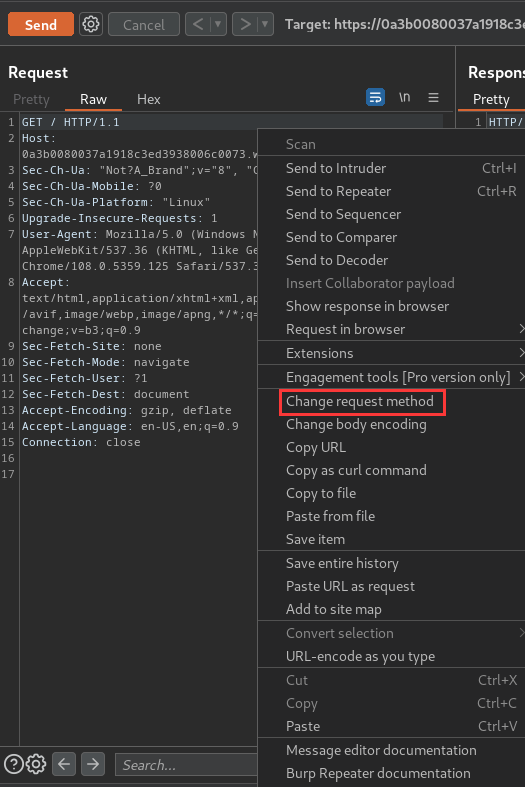 Send
Cancel
<
>
Target: https://0a3b0080037a1918c3e
Request
Respons
Pretty
Raw
Hex
\n
Pretty
1 GET / HTTP/1.1
1 HTTP/
2 Host:
0a3b0080037a1918c3ed3938006c0073.w
3 Sec-Ch-Ua: "Not?A_Brand";v="8", "C
4 Sec-Ch-Ua-Mobile: ?0
5 Sec-Ch-Ua-Platform: "Linux"
6 Upgrade-Insecure-Requests: 1
7 User-Agent: Mozilla/5.0 (Windows N
AppleWebKit/537.36 (KHTML, like Ge
Chrome/108.0.5359.125 Safari/537.3
8 Accept:
text/html,application/xhtml+xml,ap
/avif,image/webp,image/apng,*/*;q=
change;v=b3;q=0.9
9 Sec-Fetch-Site: none
10 Sec-Fetch-Mode: navigate
11 Sec-Fetch-User: ?1
12 Sec-Fetch-Dest: document
13 Accept-Encoding: gzip, deflate
14 Accept-Language: en-US,en;q=0.9
15 Connection: close
16
17
Scan
Send to Intruder Ctrl+I
Send to Repeater Ctrl+R
Send to Sequencer
Send to Comparer
Send to Decoder
Insert Collaborator payload
Show response in browser
Request in browser
Extensions
Engagement tools [Pro version only]
Change request method
Change body encoding
Copy URL
Copy as curl command
Copy to file
Paste from file
Save item
Save entire history
Paste URL as request
Add to site map
Convert selection
URL-encode as you type
Cut Ctrl+X
Copy Ctrl+C
Paste Ctrl+V
Message editor documentation
Burp Repeater documentation
?
Search...